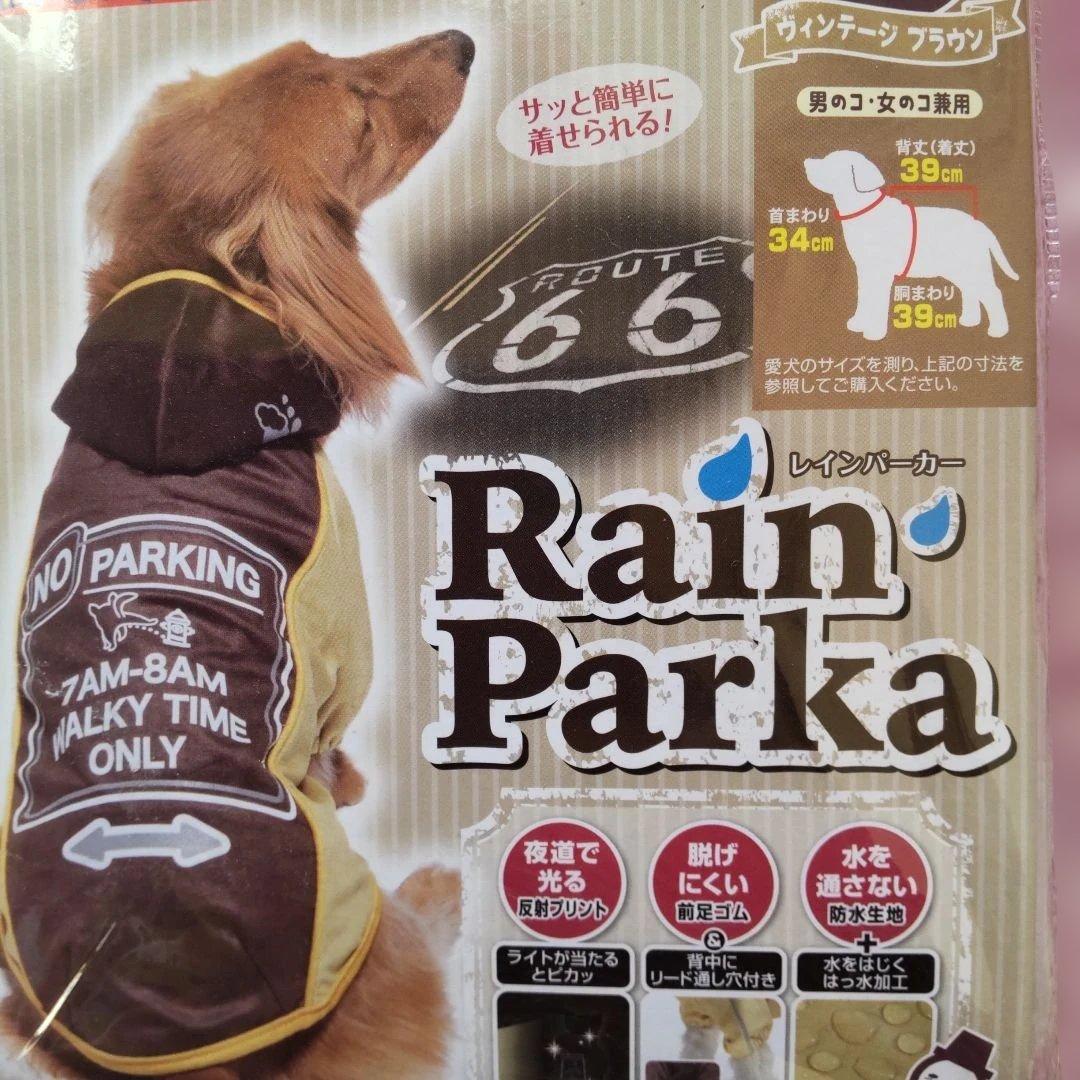 ヴィンテージ ブラウン
男のコ・女のコ兼用
背丈(着丈)
39cm
首まわり
34cm
胴まわり
39cm
愛犬のサイズを測り、上記の寸法を
参照してご購入ください。
サッと簡単に
着せられる!
ROUTE
66
レインパーカー
Rain
Parka
NO PARKING
7AM-8AM
WALKY TIME
ONLY
夜道で
光る
反射プリント
ライトが当たる
とピカッ
脱げ
にくい
前足ゴム
&
背中に
リード通し穴付き
水を
通さない
防水生地
+
水をはじく
はっ水加工